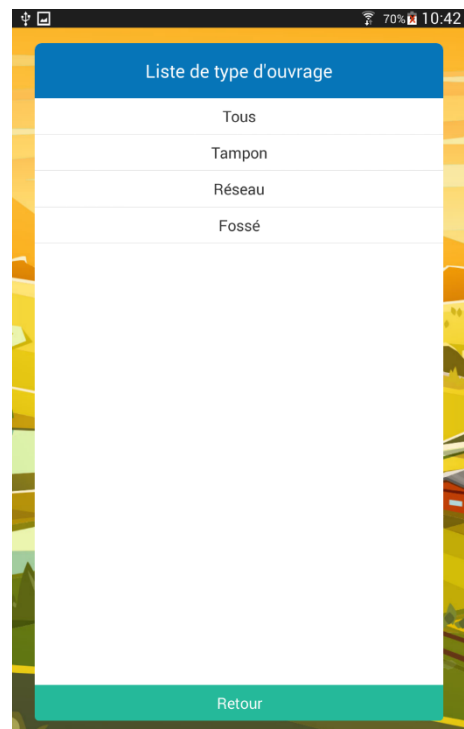 70% 10:42
Liste de type d'ouvrage
Tous
Tampon
Réseau
Fossé
Retour